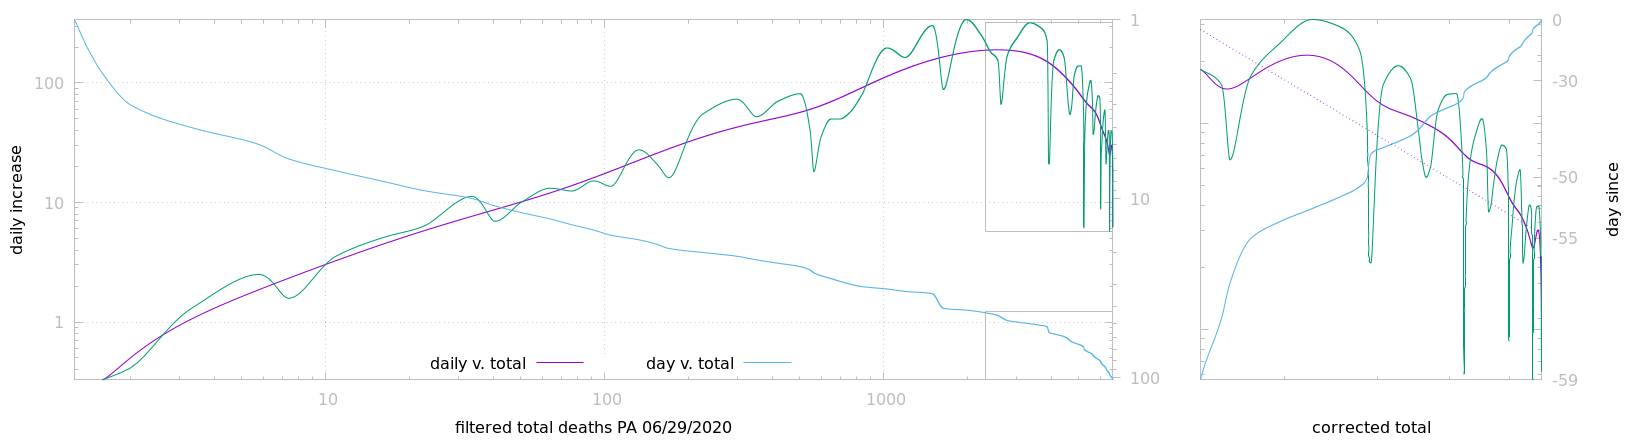 daily increase
100
10
1
10
100
1000
daily v. total
day v. total
filtered total deaths PA 06/29/2020
1
10
100
0
-30
-50
-55
-59
day since
corrected total